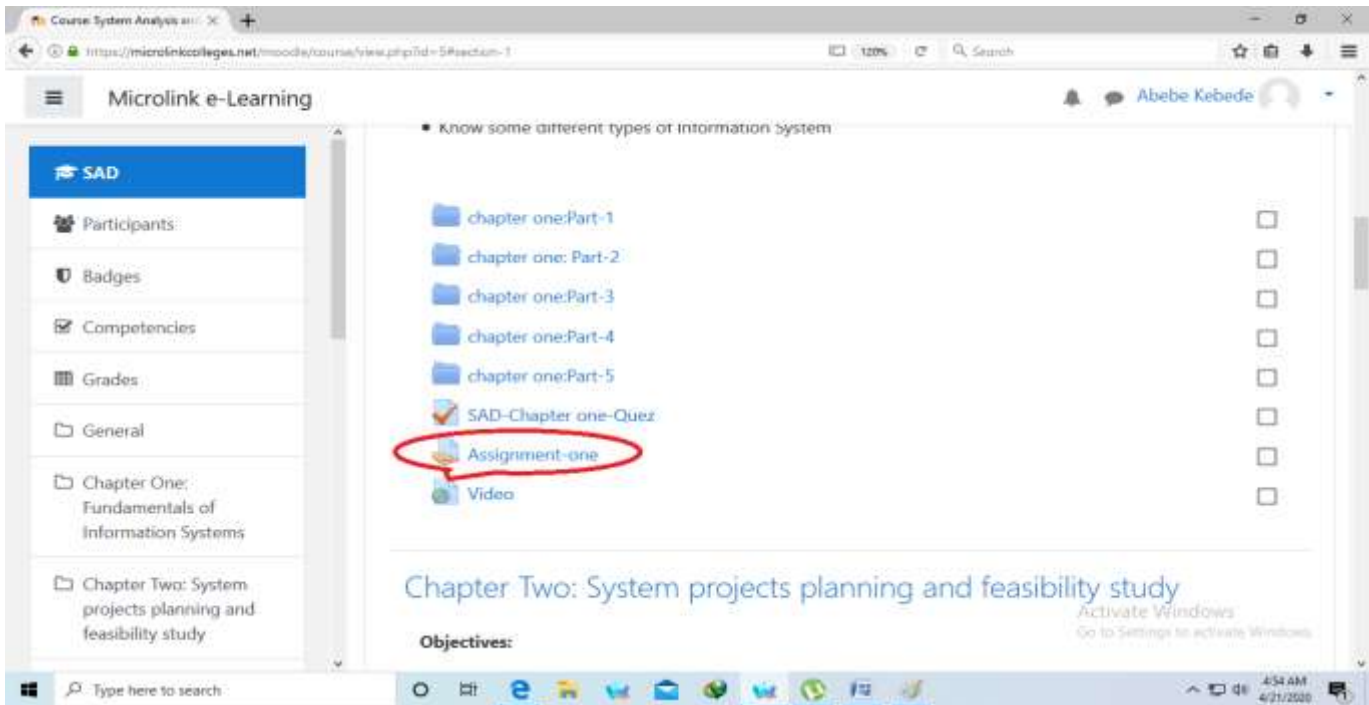 Course: System Analysis an
https://microlinkcolleges.net/moodle/course/view.php?id=5#section-1
120%
Search
Microlink e-Learning
Abebe Kebede
SAD
Participants
Badges
Competencies
Grades
General
Chapter One:
Fundamentals of
Information Systems
Chapter Two: System
projects planning and
feasibility study
• Know some different types of Information System
chapter one:Part-1
chapter one: Part-2
chapter one:Part-3
chapter one:Part-4
chapter one:Part-5
SAD-Chapter one-Quez
Assignment-one
Video
Chapter Two: System projects planning and feasibility study
Objectives:
Activate Windows
Go to Settings to activate Windows.
Type here to search
4:54 AM
4/21/2020